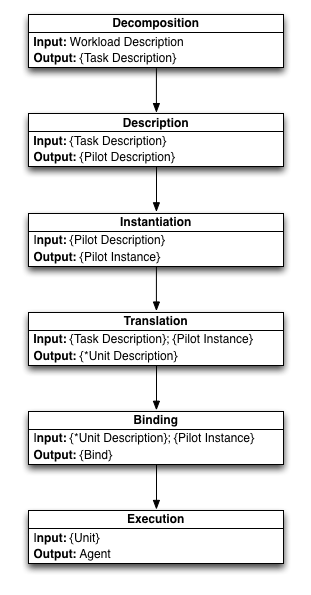 Decomposition
Input: Workload Description
Output: {Task Description}
Description
Input: {Task Description}
Output: {Pilot Description}
Instantiation
Input: {Pilot Description}
Output: {Pilot Instance}
Translation
Input: {Task Description}; {Pilot Instance}
Output: {*Unit Description}
Binding
Input: {*Unit Description}; {Pilot Instance}
Output: {Bind}
Execution
Input: {Unit}
Output: Agent